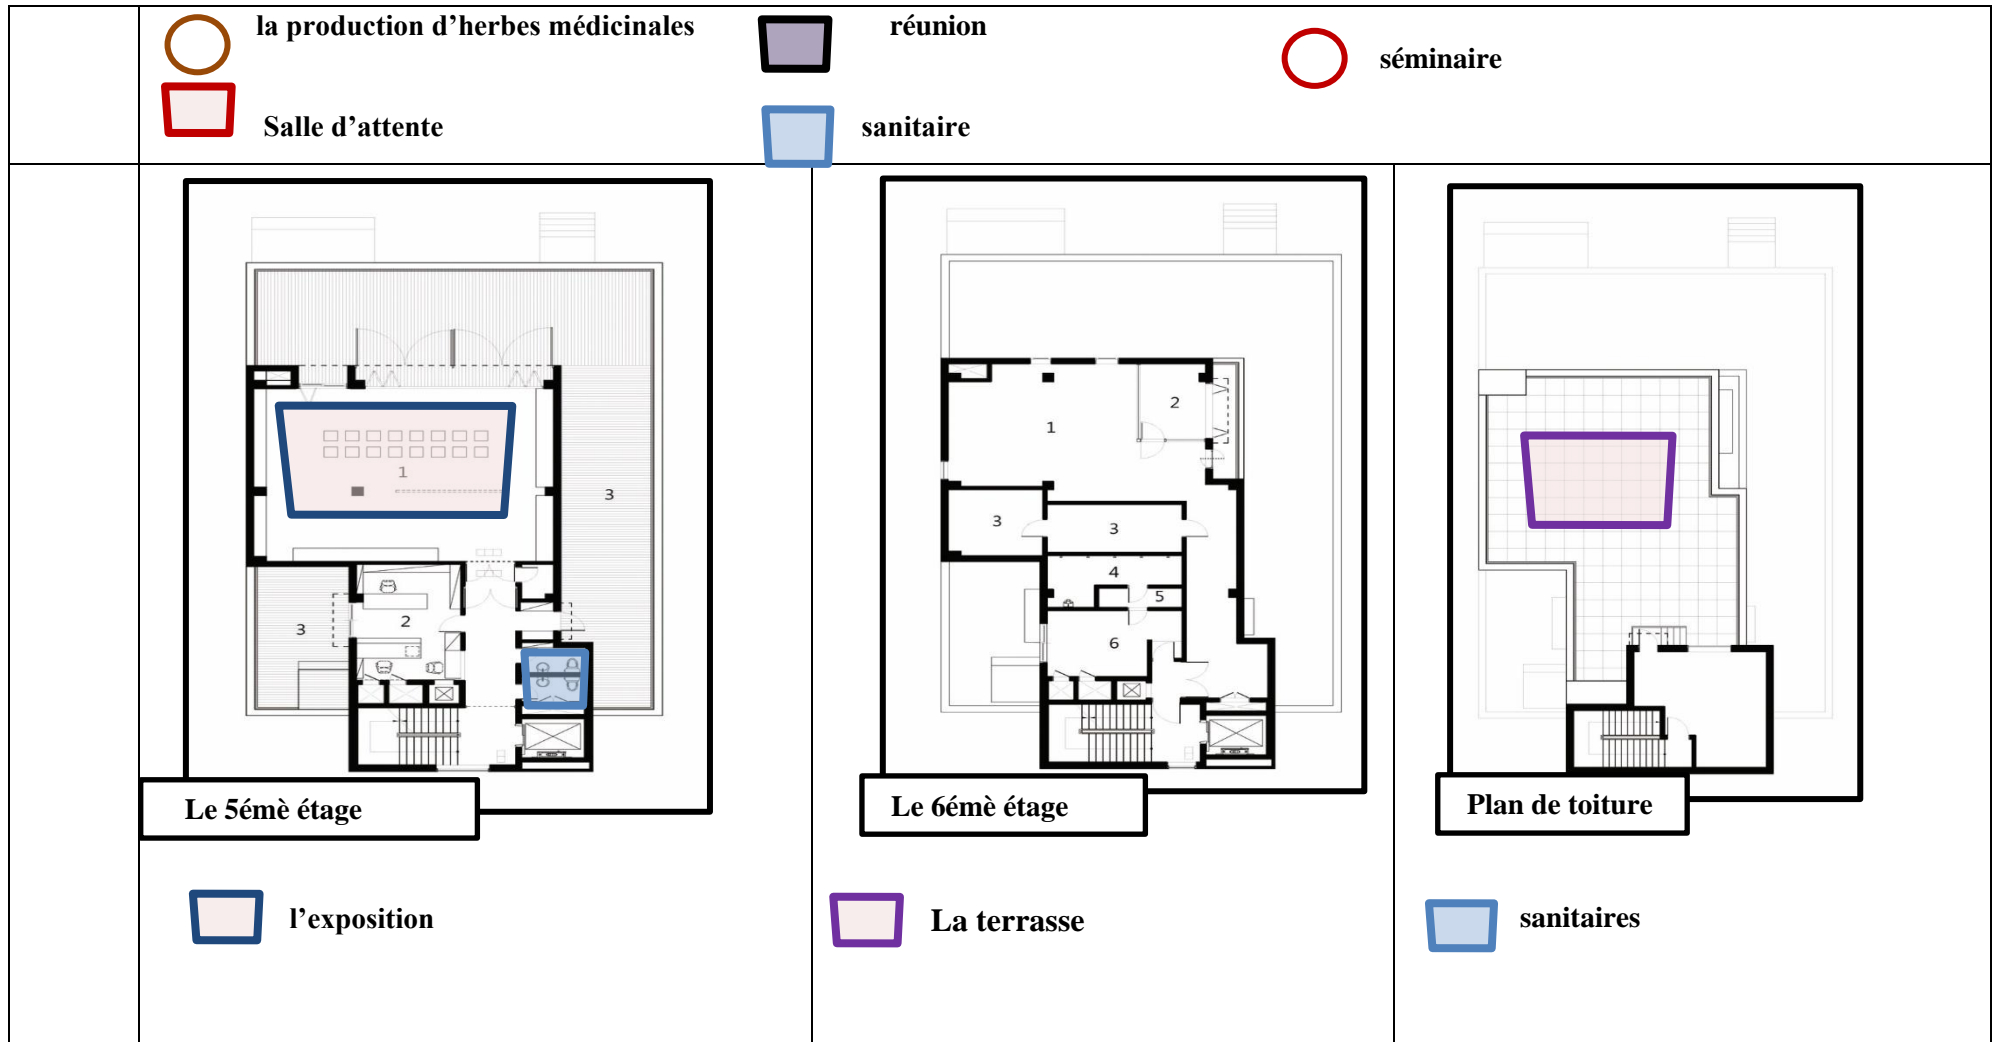 la production d’herbes médicinales
réunion
séminaire
Salle d’attente
sanitaire
1
2
3
3
Le 5émè étage
1
2
3
3
4
5
6
Le 6émè étage
Plan de toiture
l’exposition
La terrasse
sanitaires